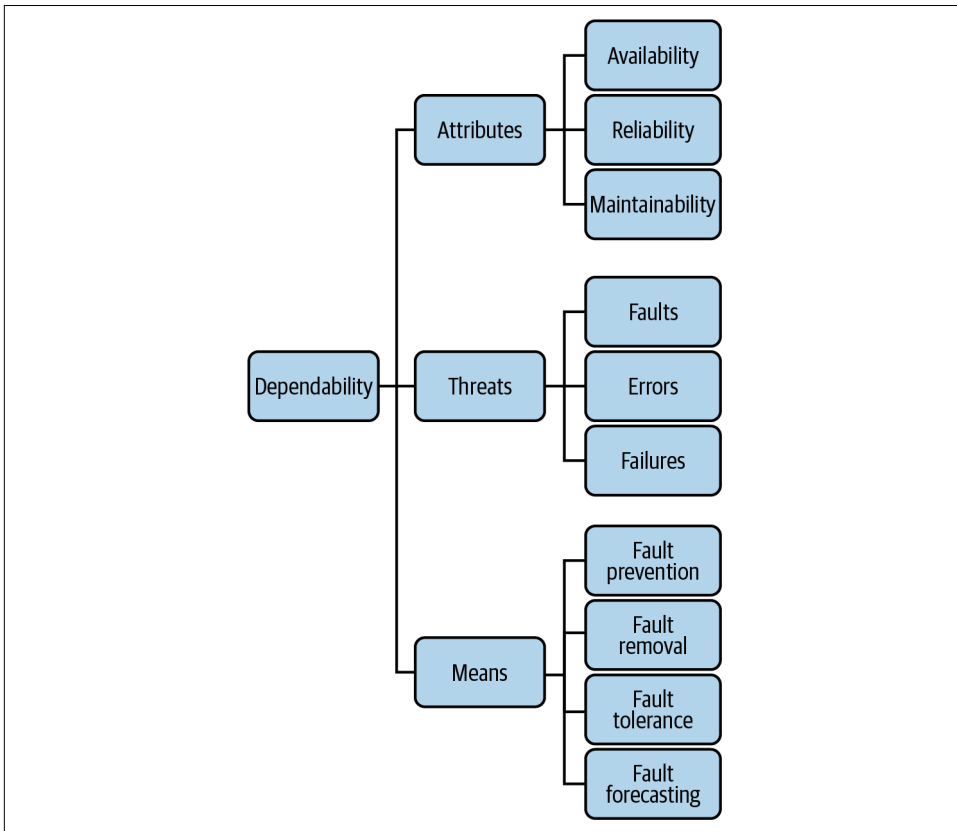 Availability
Attributes
Reliability
Maintainability
Faults
Dependability
Threats
Errors
Failures
Fault
prevention
Fault
removal
Means
Fault
tolerance
Fault
forecasting